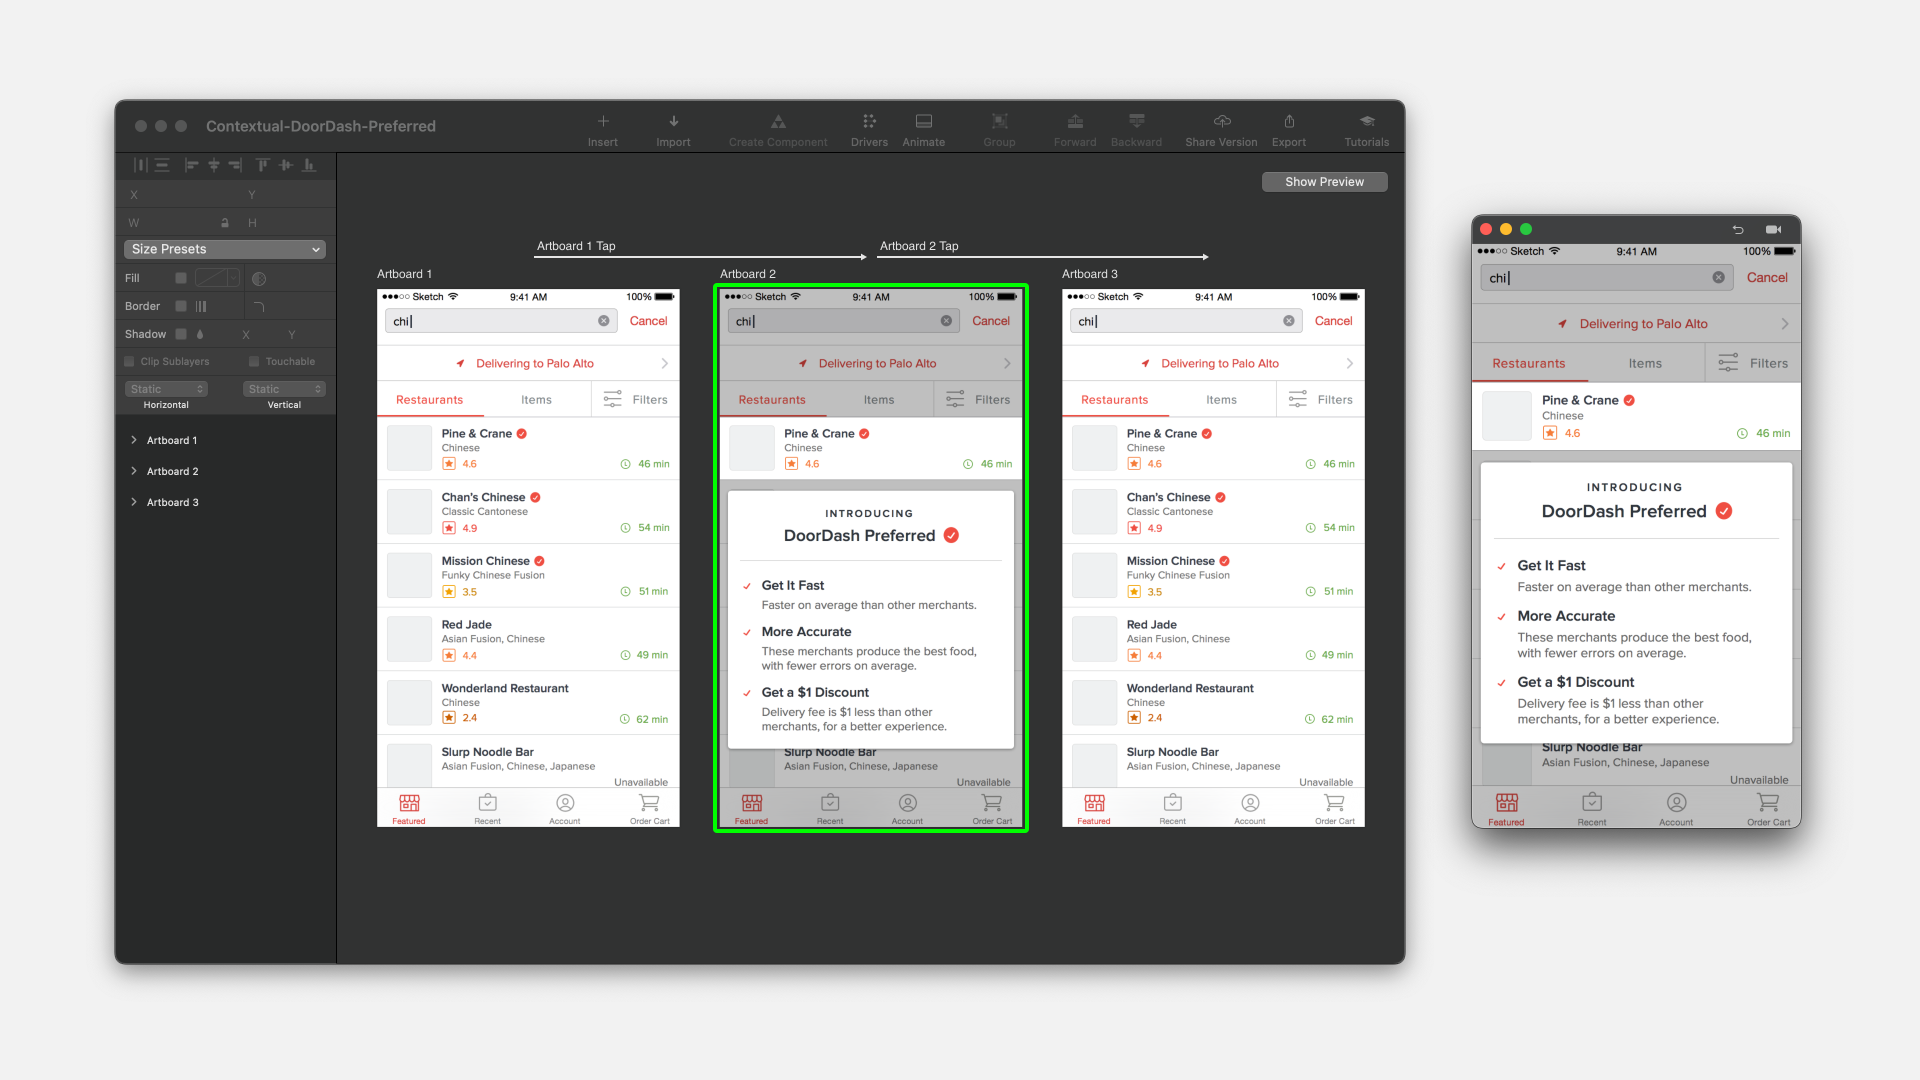 Contextual-DoorDash-Preferred
Insert
Import
Create Component
Drivers
Animate
Group
Forward
Backward
Share Version
Export
Tutorials
X
Y
W
H
Size Presets
Fill
Border
Shadow
X
Y
Clip Sublayers
Touchable
Static
Static
Horizontal
Vertical
Artboard 1
Artboard 2
Artboard 3
Show Preview
Artboard 1 Tap
Artboard 2 Tap
Artboard 1
Sketch 9:41 AM 100%
chi
Cancel
Delivering to Palo Alto
Restaurants
Items
Filters
Pine & Crane
Chinese
4.6
46 min
Chan's Chinese
Classic Cantonese
4.9
54 min
Mission Chinese
Funky Chinese Fusion
3.5
51 min
Red Jade
Asian Fusion, Chinese
4.4
49 min
Wonderland Restaurant
Chinese
2.4
62 min
Slurp Noodle Bar
Asian Fusion, Chinese, Japanese
Unavailable
Featured
Recent
Account
Order Cart
Artboard 2
Sketch 9:41 AM 100%
chi
Cancel
Delivering to Palo Alto
Restaurants
Items
Filters
Pine & Crane
Chinese
4.6
46 min
INTRODUCING
DoorDash Preferred
Get It Fast
Faster on average than other merchants.
More Accurate
These merchants produce the best food,
with fewer errors on average.
Get a $1 Discount
Delivery fee is $1 less than other
merchants, for a better experience.
Slurp Noodle Bar
Asian Fusion, Chinese, Japanese
Unavailable
Featured
Recent
Account
Order Cart
Artboard 3
Sketch 9:41 AM 100%
chi
Cancel
Delivering to Palo Alto
Restaurants
Items
Filters
Pine & Crane
Chinese
4.6
46 min
Chan's Chinese
Classic Cantonese
4.9
54 min
Mission Chinese
Funky Chinese Fusion
3.5
51 min
Red Jade
Asian Fusion, Chinese
4.4
49 min
Wonderland Restaurant
Chinese
2.4
62 min
Slurp Noodle Bar
Asian Fusion, Chinese, Japanese
Unavailable
Featured
Recent
Account
Order Cart
Sketch 9:41 AM 100%
chi
Cancel
Delivering to Palo Alto
Restaurants
Items
Filters
Pine & Crane
Chinese
4.6
46 min
INTRODUCING
DoorDash Preferred
Get It Fast
Faster on average than other merchants.
More Accurate
These merchants produce the best food,
with fewer errors on average.
Get a $1 Discount
Delivery fee is $1 less than other
merchants, for a better experience.
Slurp Noodle Bar
Asian Fusion, Chinese, Japanese
Unavailable
Featured
Recent
Account
Order Cart